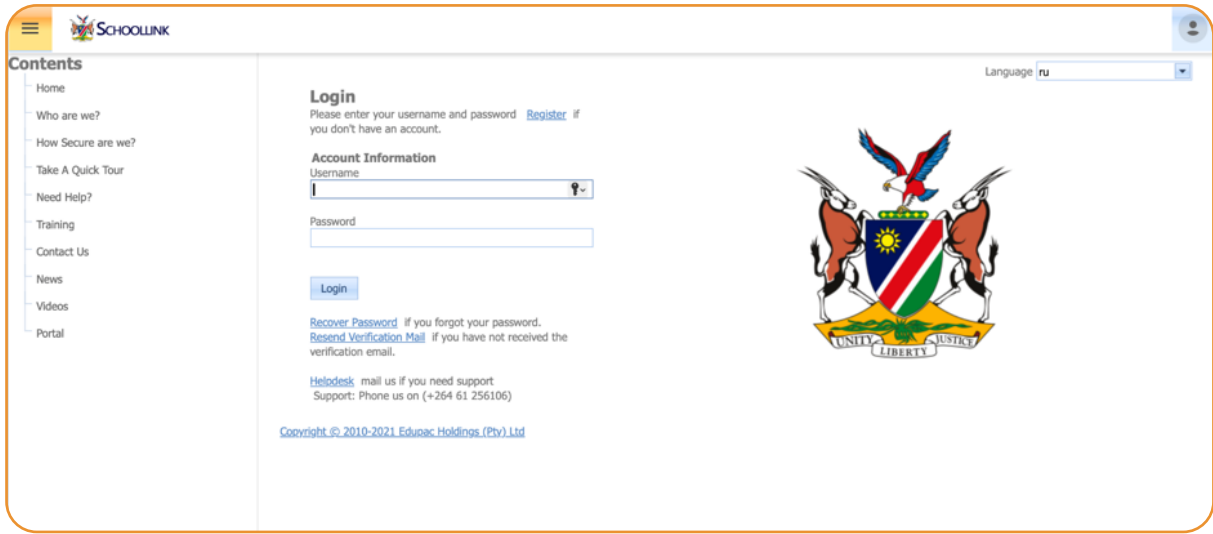 SCHOOLLINK
Contents
Home
Who are we?
How Secure are we?
Take A Quick Tour
Need Help?
Training
Contact Us
News
Videos
Portal
Language ru
Login
Please enter your username and password Register if
you don't have an account.
Account Information
Username
Password
Login
Recover Password if you forgot your password.
Resend Verification Mail if you have not received the
verification email.
Helpdesk mail us if you need support
Support: Phone us on (+264 61 256106)
Copyright © 2010-2021 Edupac Holdings (Pty) Ltd
UNITY
LIBERTY
JUSTICE